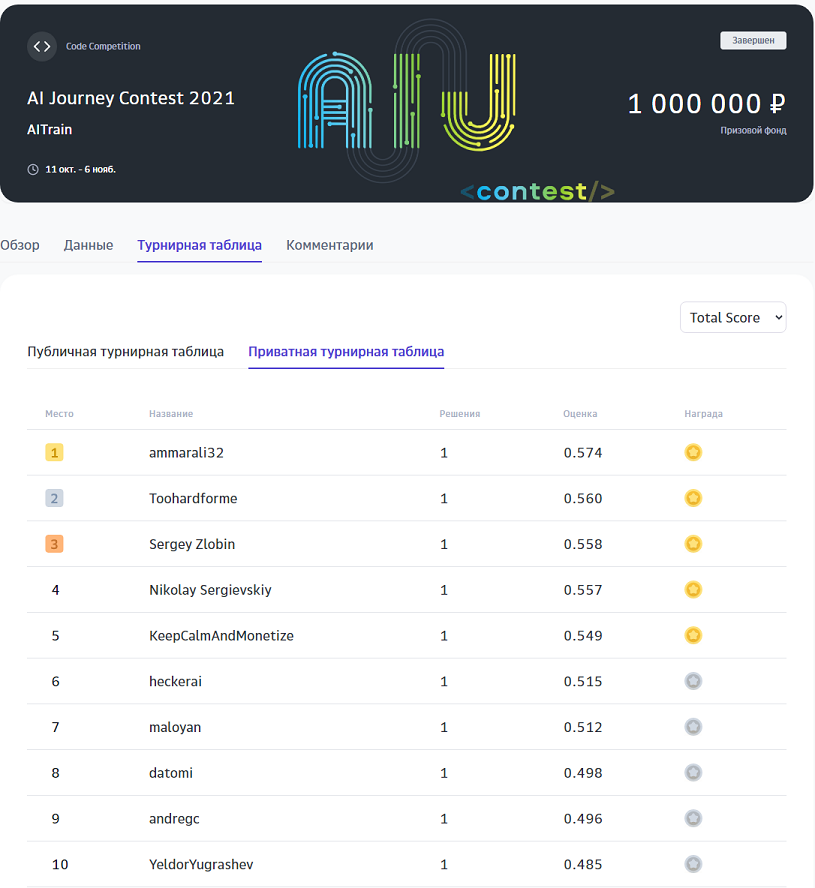 Code Competition
Завершен
AI Journey Contest 2021
1 000 000 ₽
AITrain
Призовой фонд
11 окт. - 6 нояб.
AIJ
<contest/>
Обзор Данные Турнирная таблица Комментарии
Total Score
Публичная турнирная таблица Приватная турнирная таблица
Место Название Решения Оценка Награда
1 ammarali32 1 0.574
2 Toohardforme 1 0.560
3 Sergey Zlobin 1 0.558
4 Nikolay Sergievskiy 1 0.557
5 KeepCalmAndMonetize 1 0.549
6 heckerai 1 0.515
7 maloyan 1 0.512
8 datomi 1 0.498
9 andregc 1 0.496
10 YeldorYugrashev 1 0.485